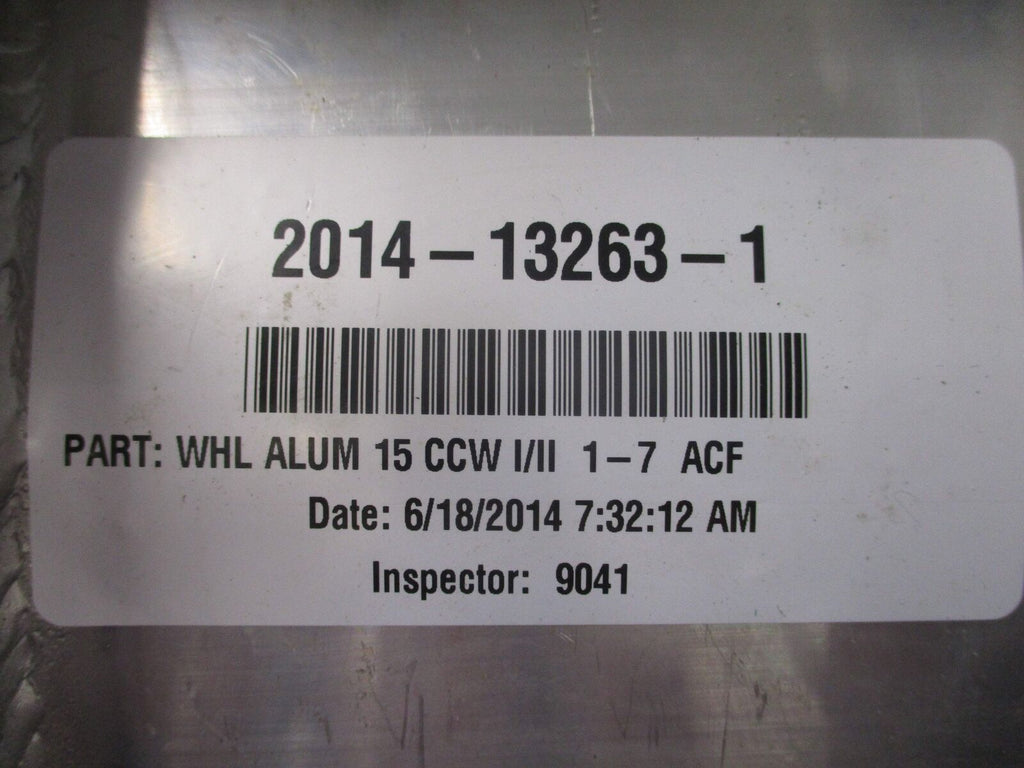 2014-13263-1
PART: WHL ALUM 15 CCW I/II 1-7 ACF
Date: 6/18/2014 7:32:12 AM
Inspector: 9041